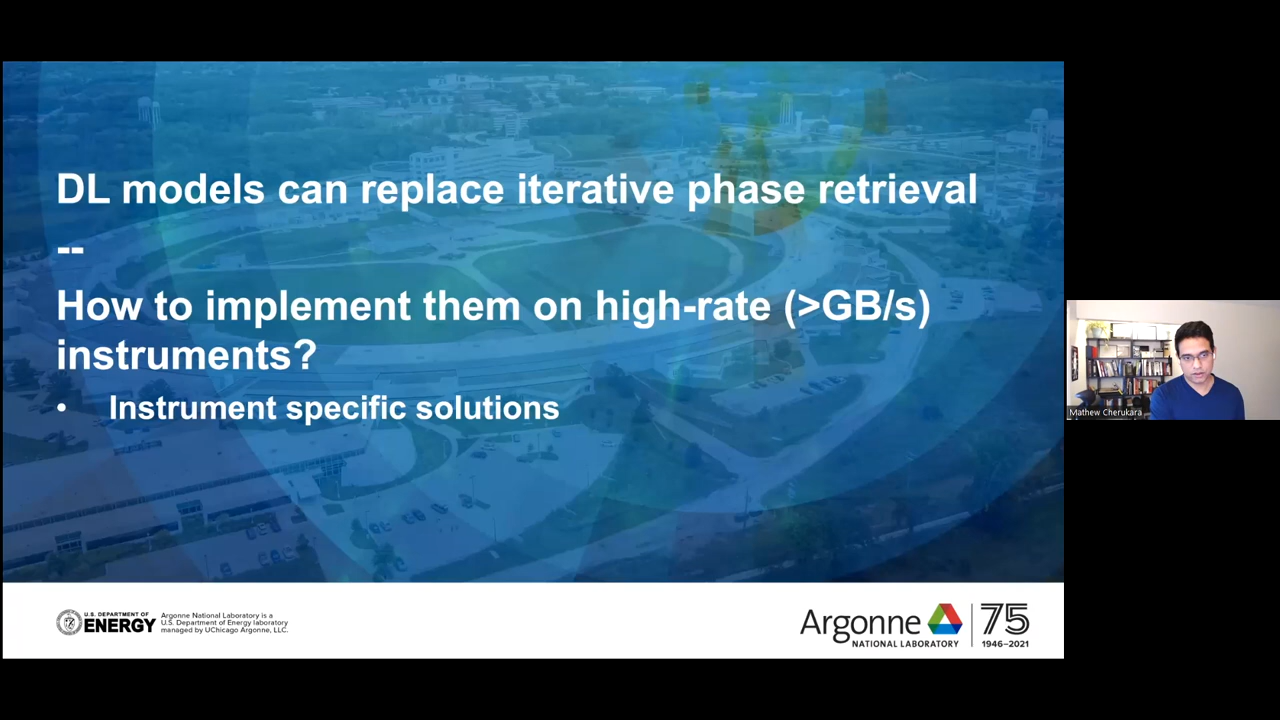 DL models can replace iterative phase retrieval
--
How to implement them on high-rate (>GB/s)
instruments?
• Instrument specific solutions
Mathew Cherukara
U.S. DEPARTMENT OF
ENERGY
Argonne National Laboratory is a
U.S. Department of Energy laboratory
managed by UChicago Argonne, LLC.
Argonne
NATIONAL LABORATORY
75
1946–2021